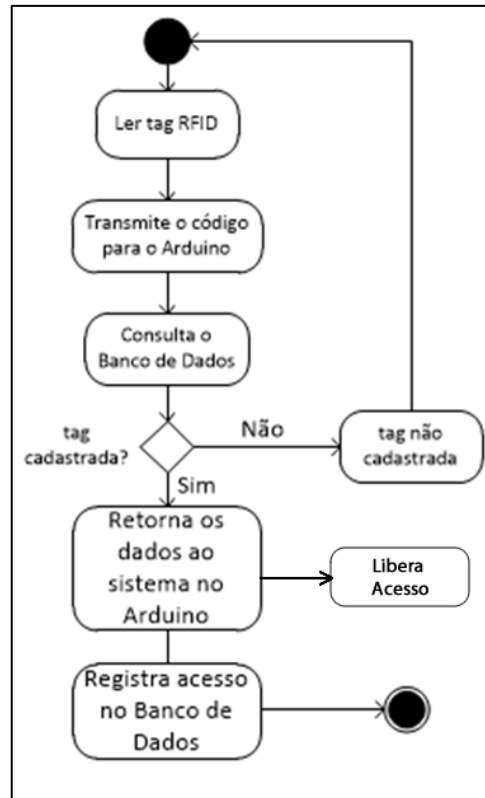 Ler tag RFID
Transmite o código
para o Arduino
Consulta o
Banco de Dados
tag
cadastrada?
Não
tag não
cadastrada
Sim
Retorna os
dados ao
sistema no
Arduino
Libera
Acesso
Registra acesso
no Banco de
Dados